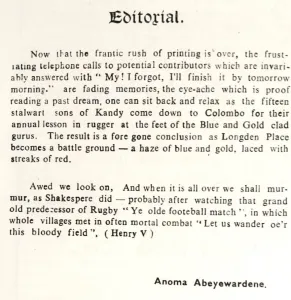 Editorial.
Now that the frantic rush of printing is over, the frust-
rating telephone calls to potential contributors which are invari-
ably answered with " My! I forgot, I'll finish it by tomorrow
morning." are fading memories, the eye-ache which is proof
reading a past dream, one can sit back and relax as the fifteen
stalwart sons of Kandy come down to Colombo for their
annual lesson in rugger at the feet of the Blue and Gold clad
gurus. The result is a fore gone conclusion as Longden Place
becomes a battle ground — a haze of blue and gold, laced with
streaks of red.
Awed we look on, And when it is all over we shall mur-
mur, as Shakespere did — probably after watching that grand
old predecessor of Rugby " Ye olde footeball match ", in which
whole villages met in often mortal combat " Let us wander oe'r
this bloody field ", ( Henry V )
Anoma Abeyewardene.